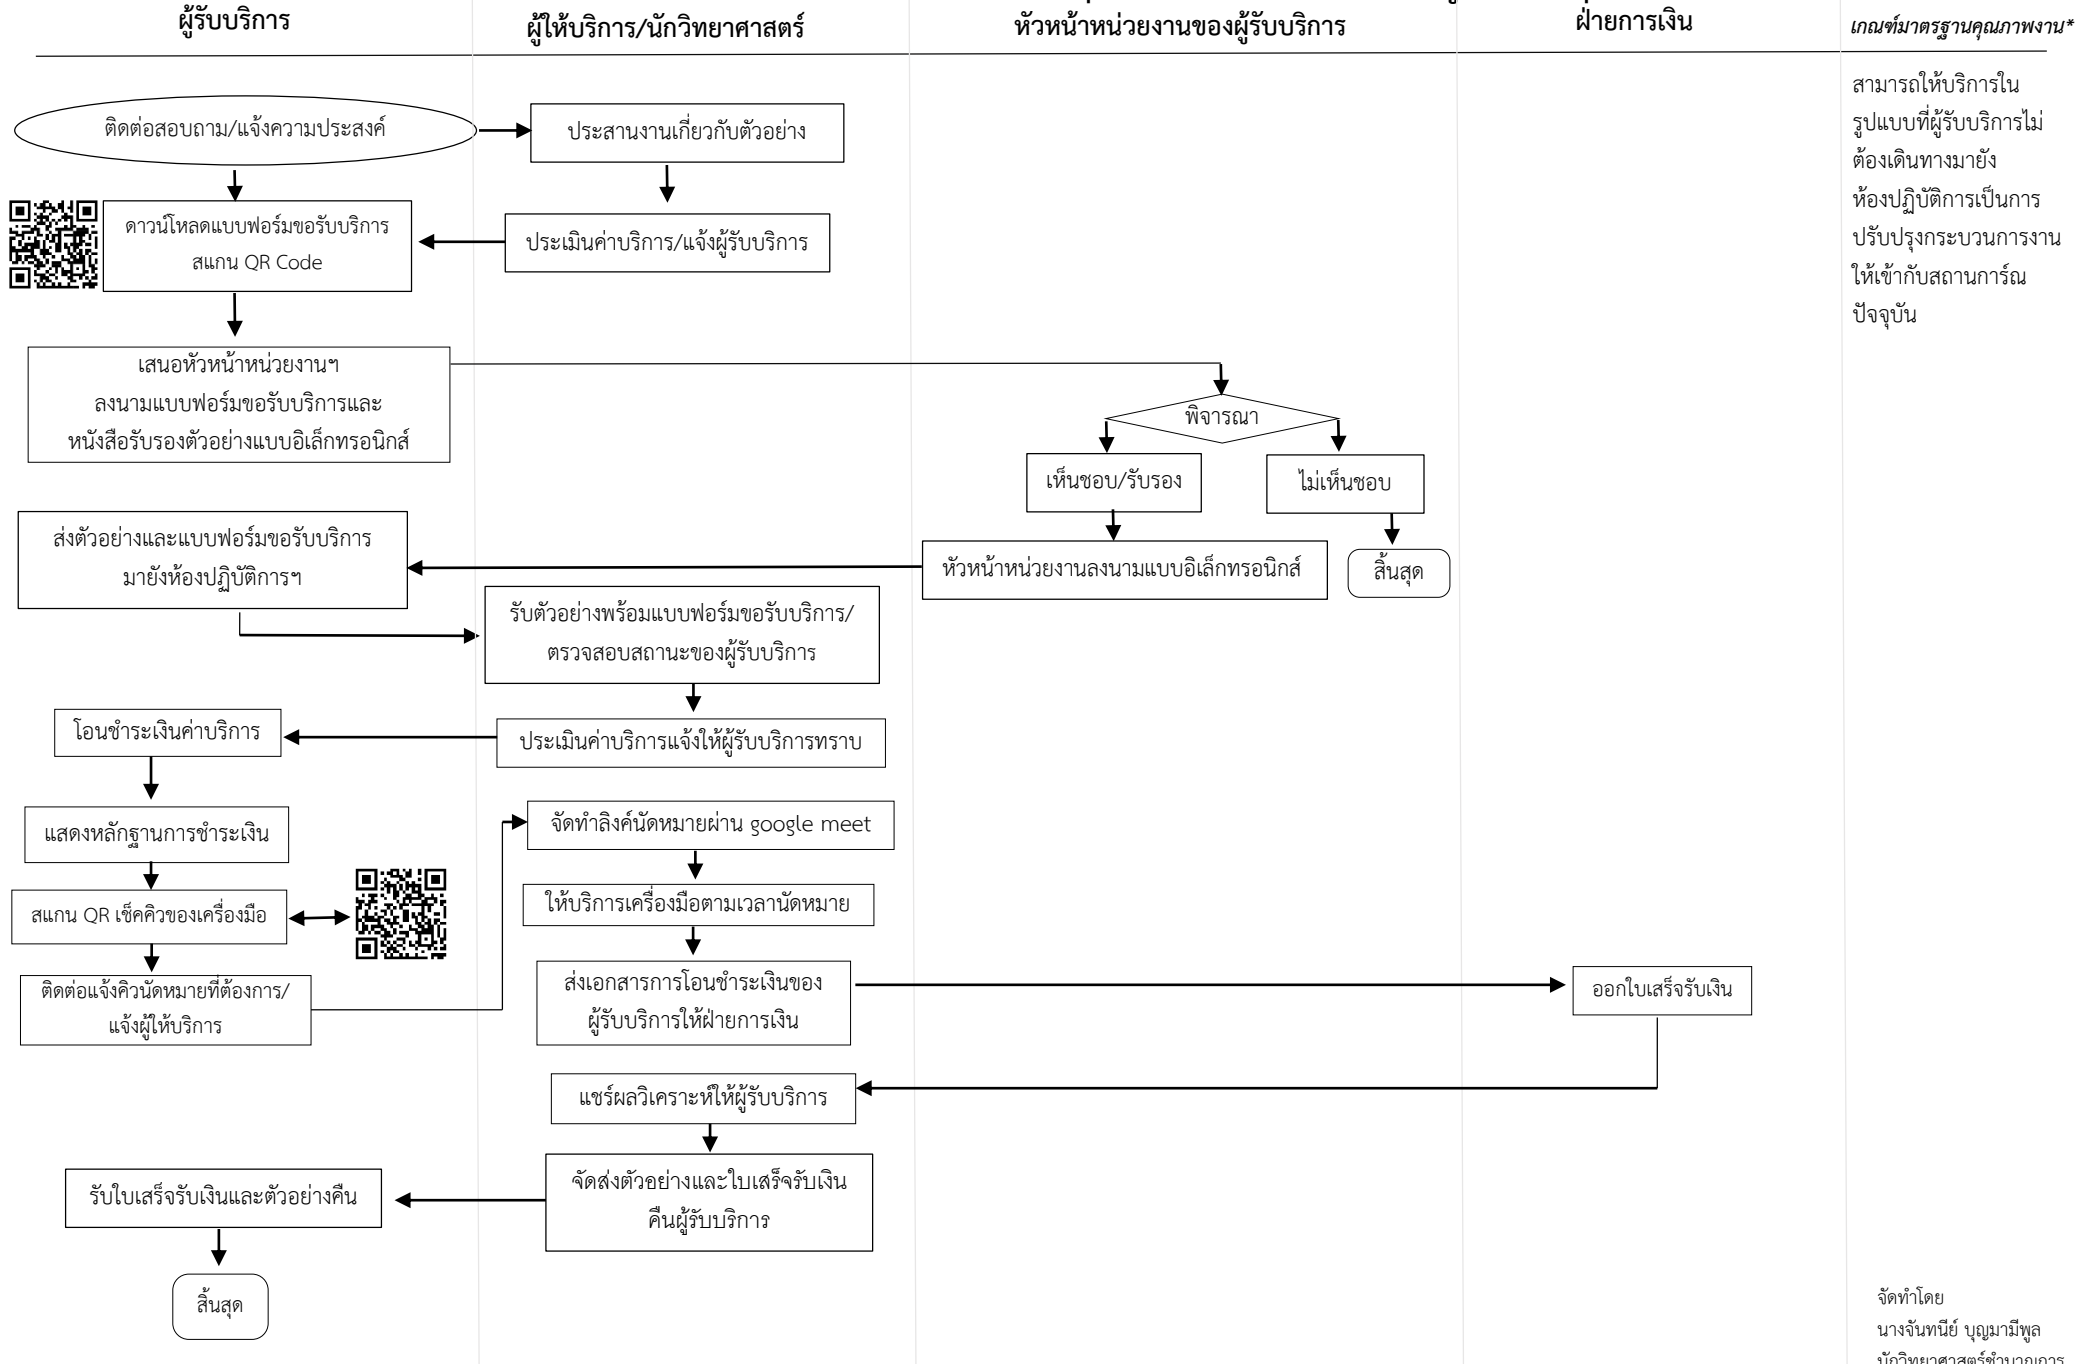 ผู้รับบริการ
ผู้ให้บริการ/นักวิทยาศาสตร์
หัวหน้าหน่วยงานของผู้รับบริการ
ฝ่ายการเงิน
เกณฑ์มาตรฐานคุณภาพงาน*
ติดต่อสอบถาม/แจ้งความประสงค์
ประสานงานเกี่ยวกับตัวอย่าง
สามารถให้บริการใน
รูปแบบที่ผู้รับบริการไม่
ต้องเดินทางมายัง
ห้องปฏิบัติการเป็นการ
ปรับปรุงกระบวนการงาน
ให้เข้ากับสถานการ์ณ
ปัจจุบัน
ดาวน์โหลดแบบฟอร์มขอรับบริการ
สแกน QR Code
ประเมินค่าบริการ/แจ้งผู้รับบริการ
เสนอหัวหน้าหน่วยงานฯ
ลงนามแบบฟอร์มขอรับบริการและ
หนังสือรับรองตัวอย่างแบบอิเล็กทรอนิกส์
พิจารณา
เห็นชอบ/รับรอง
ไม่เห็นชอบ
ส่งตัวอย่างและแบบฟอร์มขอรับบริการ
มายังห้องปฏิบัติการฯ
หัวหน้าหน่วยงานลงนามแบบอิเล็กทรอนิกส์
สิ้นสุด
รับตัวอย่างพร้อมแบบฟอร์มขอรับบริการ/
ตรวจสอบสถานะของผู้รับบริการ
โอนชำระเงินค่าบริการ
ประเมินค่าบริการแจ้งให้ผู้รับบริการทราบ
แสดงหลักฐานการชำระเงิน
จัดทำลิงค์นัดหมายผ่าน google meet
สแกน QR เช็คคิวของเครื่องมือ
ให้บริการเครื่องมือตามเวลานัดหมาย
ติดต่อแจ้งคิวนัดหมายที่ต้องการ/
แจ้งผู้ให้บริการ
ส่งเอกสารการโอนชำระเงินของ
ผู้รับบริการให้ฝ่ายการเงิน
ออกใบเสร็จรับเงิน
แชร์ผลวิเคราะห์ให้ผู้รับบริการ
รับใบเสร็จรับเงินและตัวอย่างคืน
จัดส่งตัวอย่างและใบเสร็จรับเงิน
คืนผู้รับบริการ
สิ้นสุด
จัดทำโดย
นางจันทนีย์ บุญมามีพูล
นักวิทยาศาสตร์ชำนาญการ